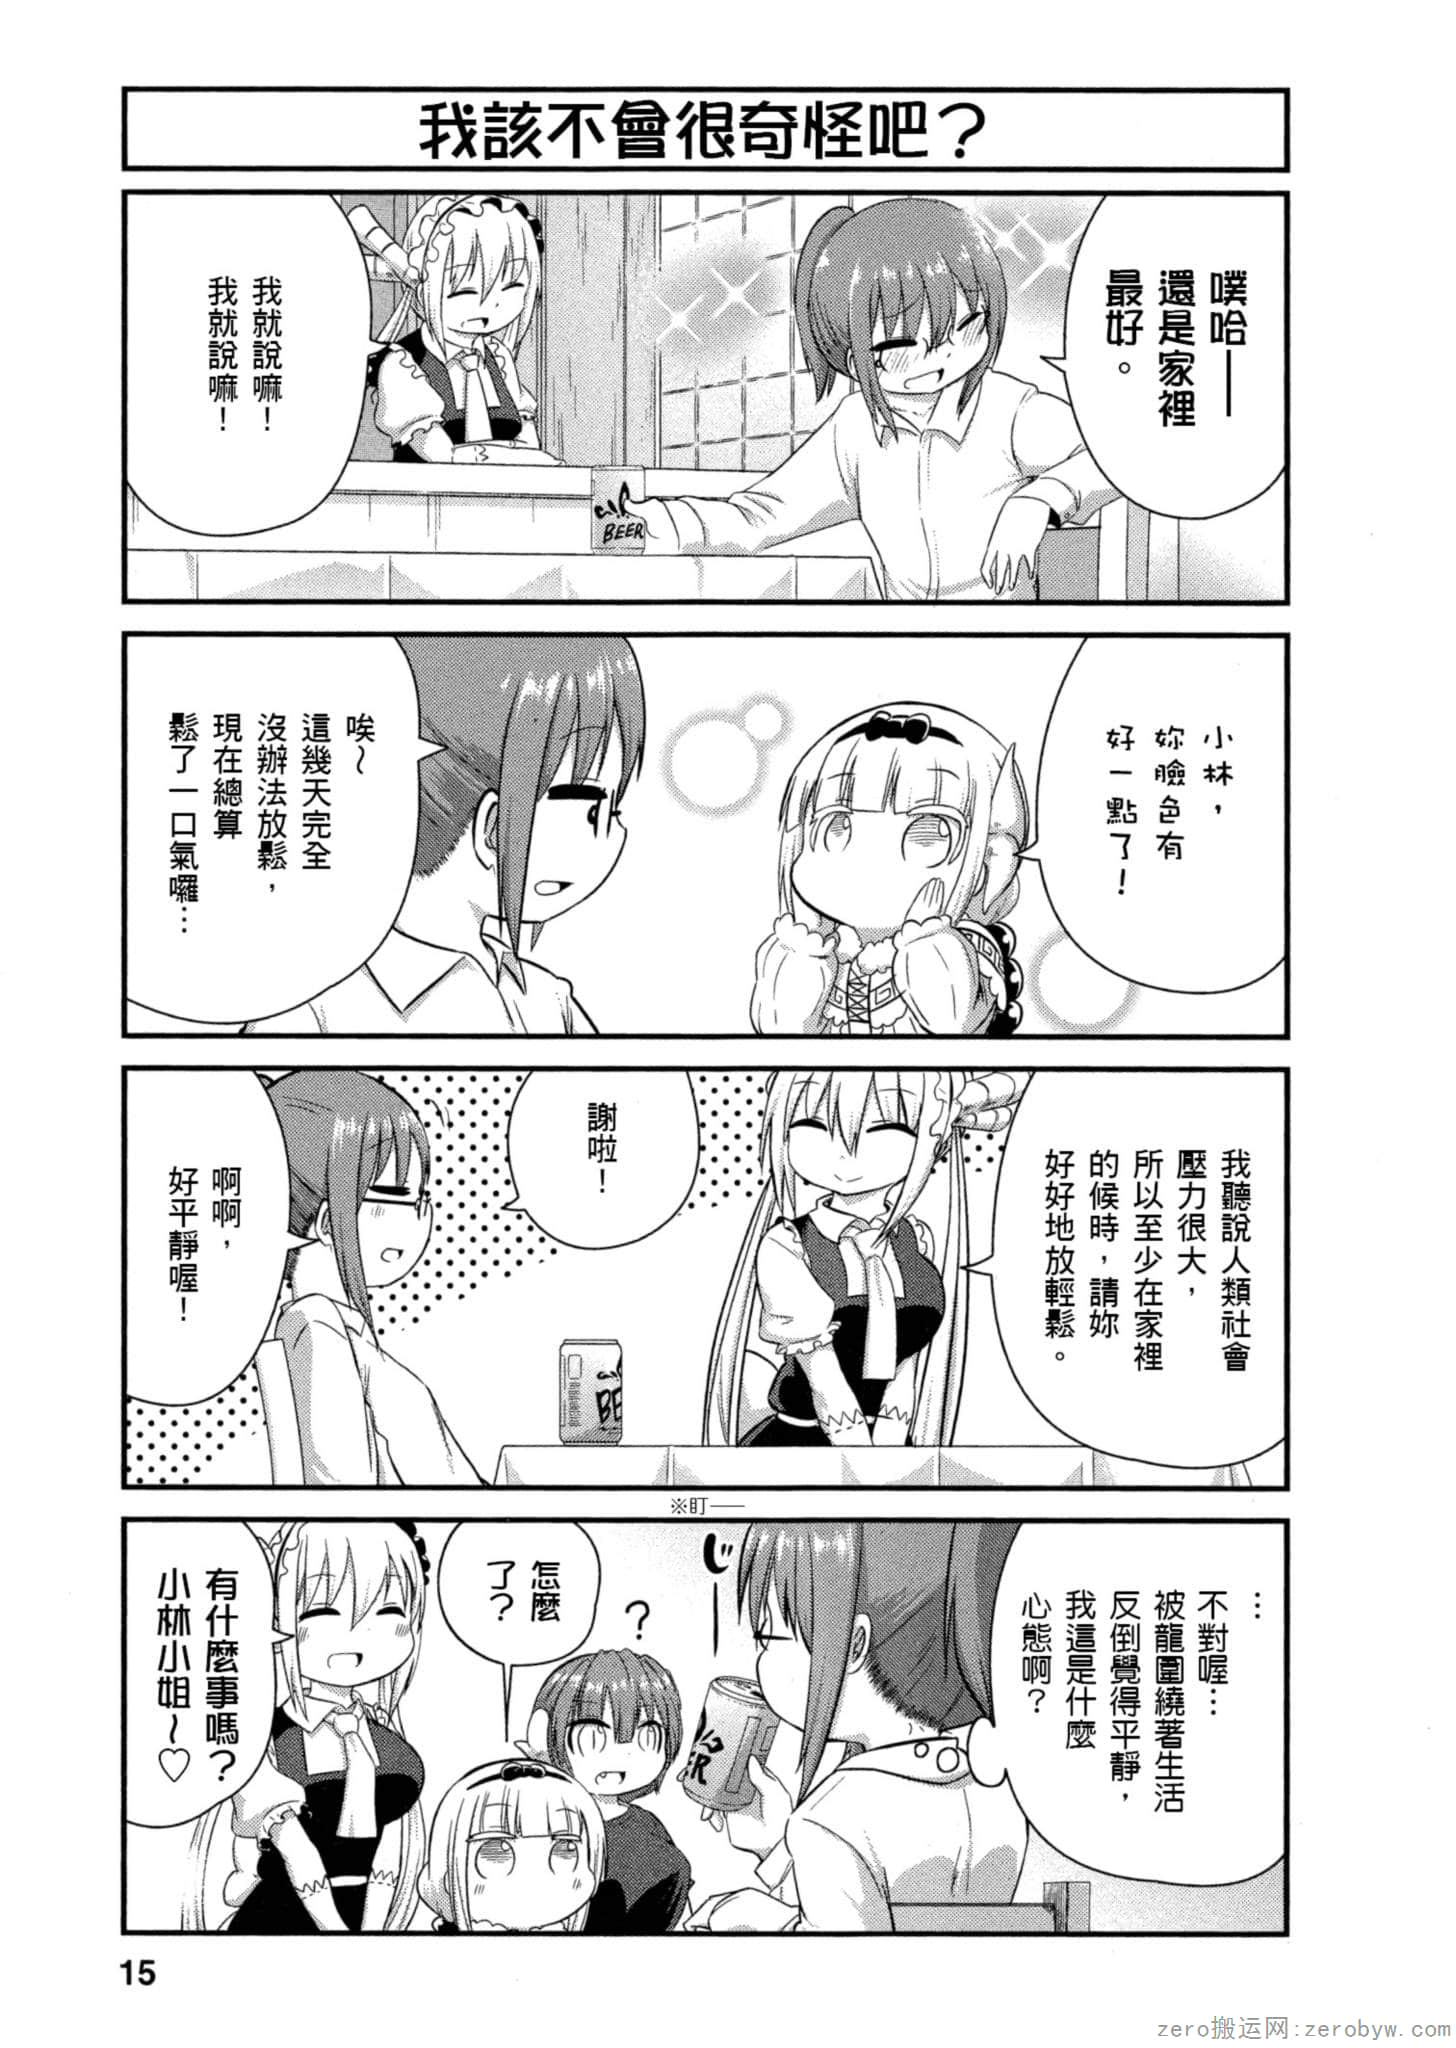 我該不會很奇怪吧？
噗哈——
還是家裡
最好。
BEER
我就說嘛！
我就說嘛！
小林，
妳臉色有
好一點了！
唉～
這幾天完全
沒辦法放鬆，
現在總算
鬆了一口氣囉…
我聽說人類社會
壓力很大，
所以至少在家裡
的候時，請妳
好好地放輕鬆。
謝啦！
BE
啊啊，
好平靜喔！
※盯——
…
不對喔…
被龍圍繞著生活
反倒覺得平靜，
我這是什麼
心態啊？
じー
ER
？
怎麼
了？
有什麼事嗎？
小林小姐～♡
15
zero搬运网:zerobyw.com